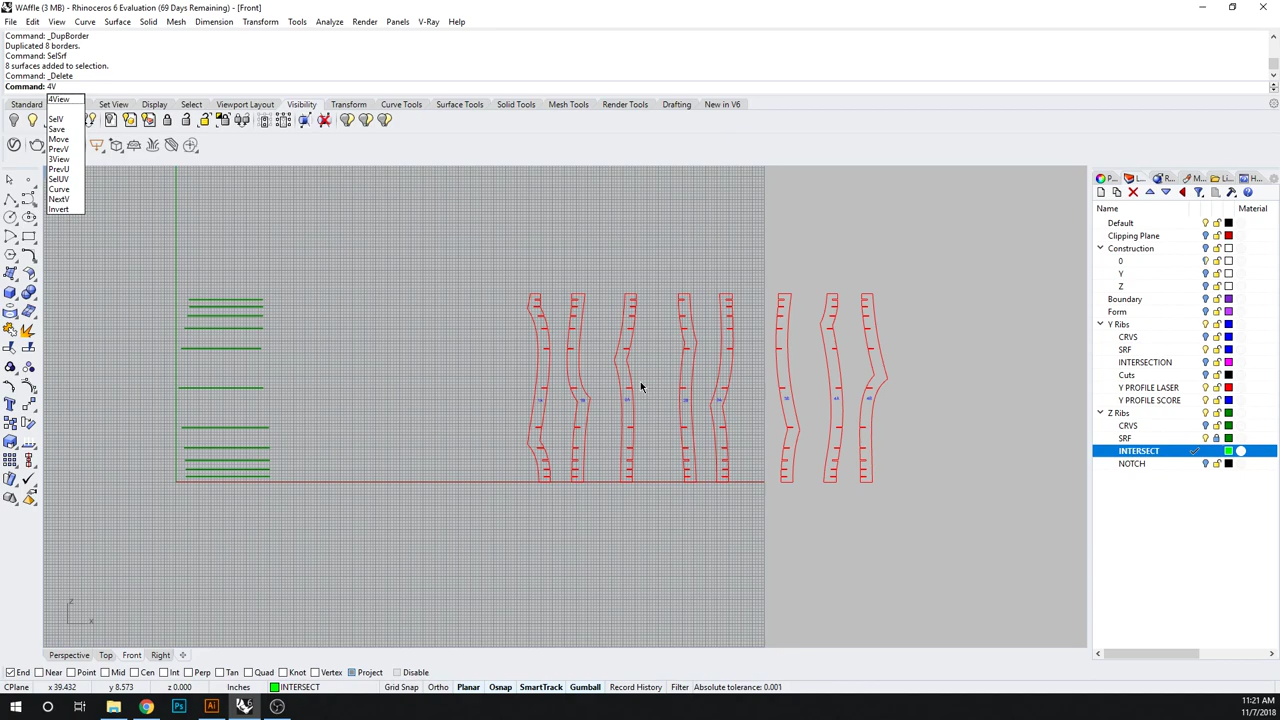 WAffle (3 MB) - Rhinoceros 6 Evaluation (69 Days Remaining) - [Front]
File Edit View Curve Surface Solid Mesh Dimension Transform Tools Analyze Render Panels V-Ray Help
Command: _DupBorder
Duplicated 8 borders.
Command: SelSrf
8 surfaces added to selection.
Command: _Delete
Command: 4V
4View
SelV
Save
Move
PrevV
3View
PrevU
SelUV
Curve
NextV
Invert
Standard Set View Display Select Viewport Layout Visibility Transform Curve Tools Surface Tools Solid Tools Mesh Tools Render Tools Drafting New in V6
Name Material
Default
Clipping Plane
Construction
0
Y
Z
Boundary
Form
Y Ribs
CRVS
SRF
INTERSECTION
Cuts
Y PROFILE LASER
Y PROFILE SCORE
Z Ribs
CRVS
SRF
INTERSECT
NOTCH
z
x
Perspective Top Front Right
End Near Point Mid Cen Int Perp Tan Quad Knot Vertex Project Disable
CPlane x 39.432 y 8.573 z 0.000 Inches INTERSECT Grid Snap Ortho Planar Osnap SmartTrack Gumball Record History Filter Absolute tolerance: 0.001
11:21 AM
11/7/2018